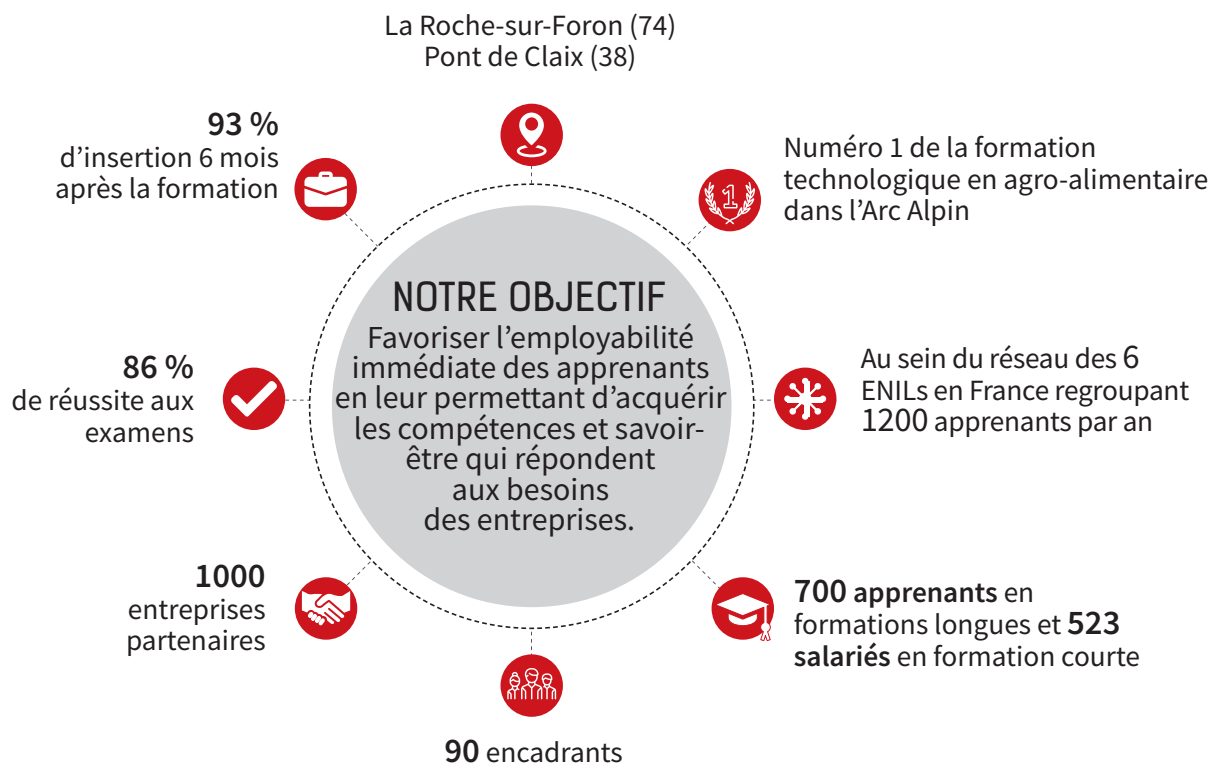 La Roche-sur-Foron (74)
Pont de Claix (38)
93 %
d’insertion 6 mois
après la formation
Numéro 1 de la formation
technologique en agro-alimentaire
dans l’Arc Alpin
1
NOTRE OBJECTIF
Favoriser l’employabilité
immédiate des apprenants
en leur permettant d’acquérir
les compétences et savoir-
être qui répondent
aux besoins
des entreprises.
86 %
de réussite aux
examens
Au sein du réseau des 6
ENILs en France regroupant
1200 apprenants par an
1000
entreprises
partenaires
700 apprenants en
formations longues et 523
salariés en formation courte
90 encadrants